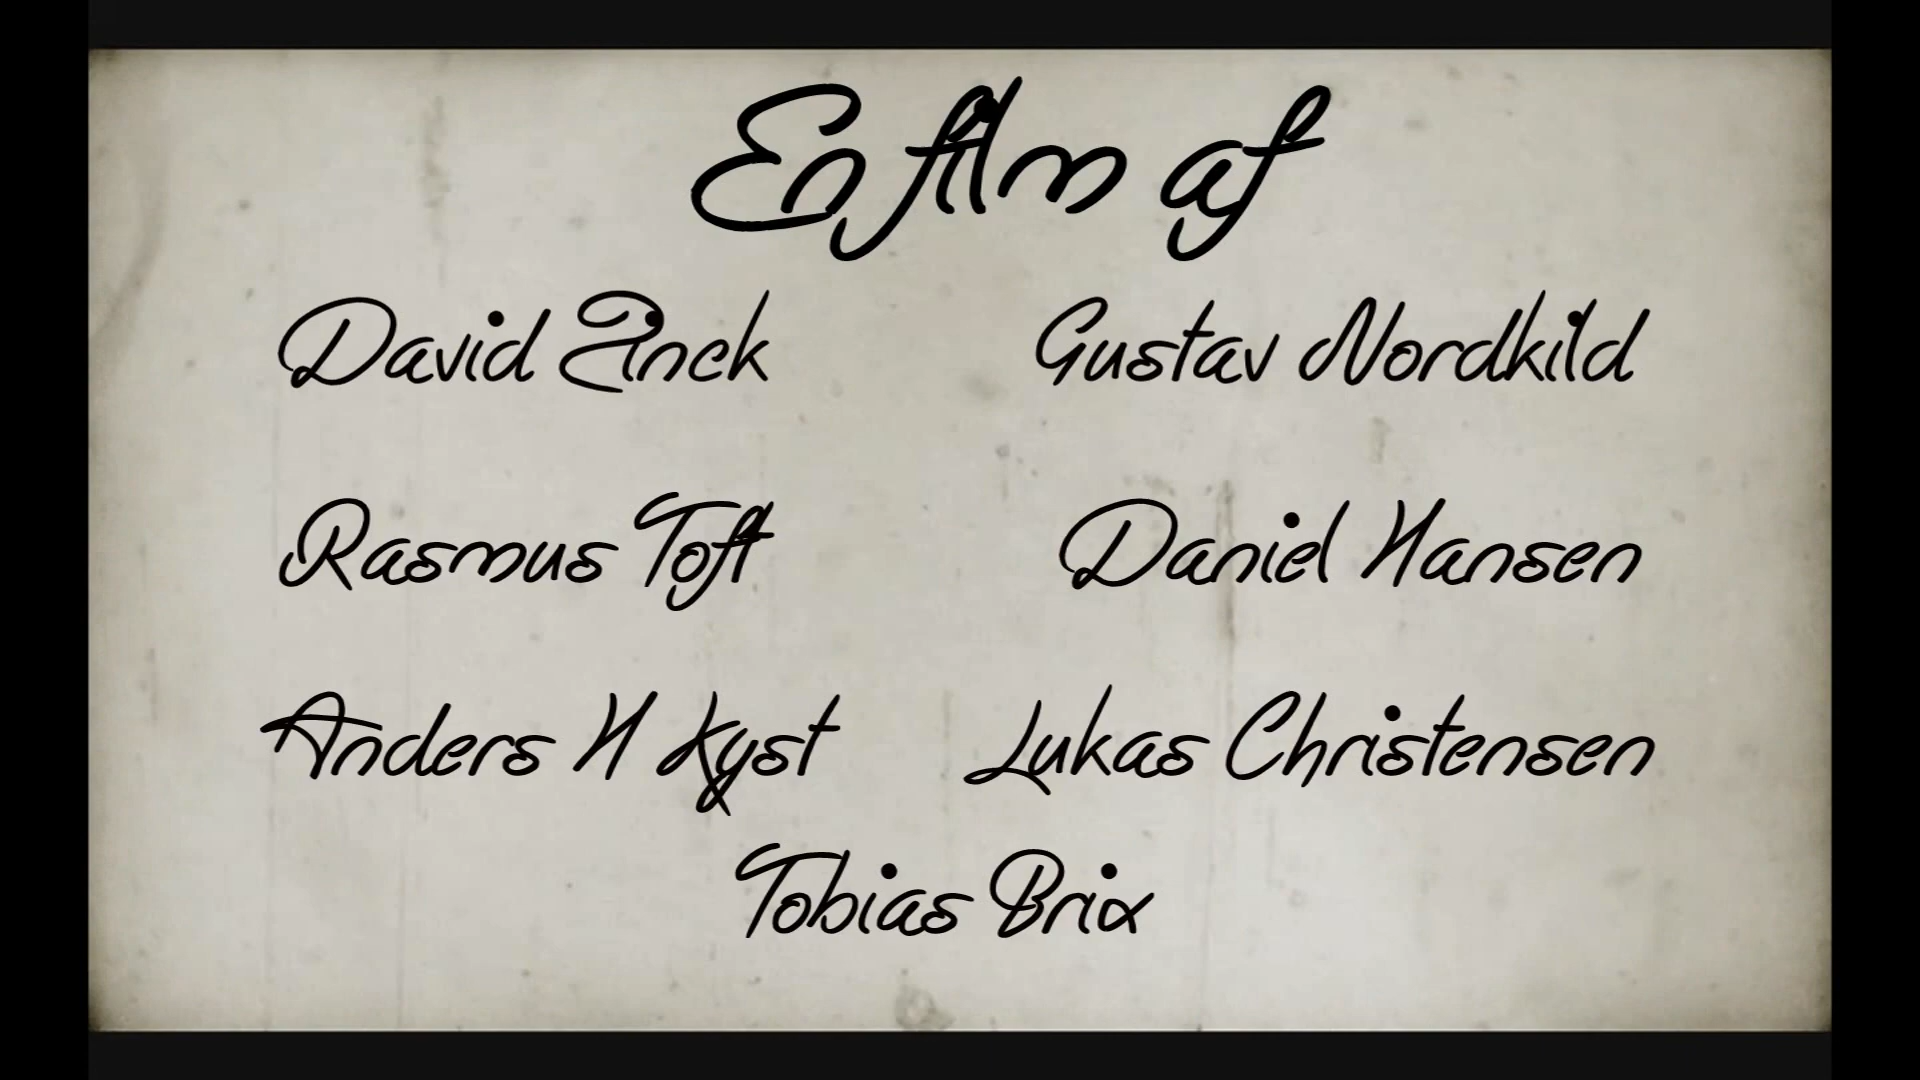 En film af
David Zinck Gustav Nordkild
Rasmus Toft Daniel Hansen
Anders H Kyst Lukas Christensen
Tobias Brix